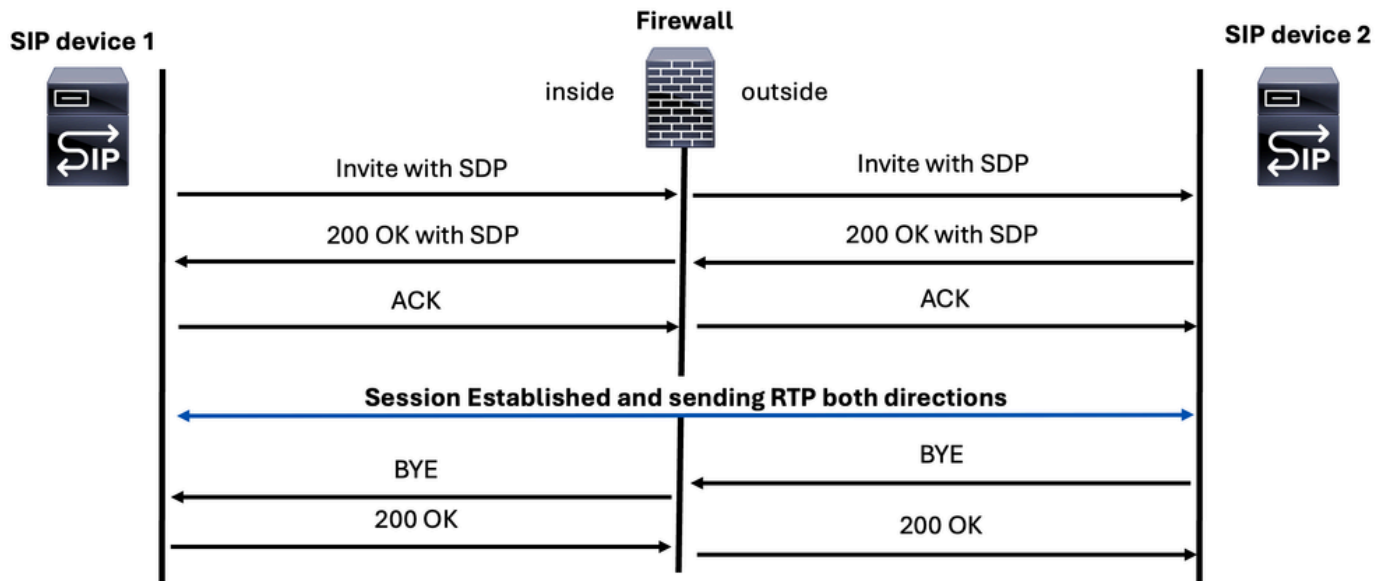 Firewall
SIP device 1
SIP device 2
inside
outside
SIP
SIP
Invite with SDP
Invite with SDP
200 OK with SDP
200 OK with SDP
ACK
ACK
Session Established and sending RTP both directions
BYE
BYE
200 OK
200 OK